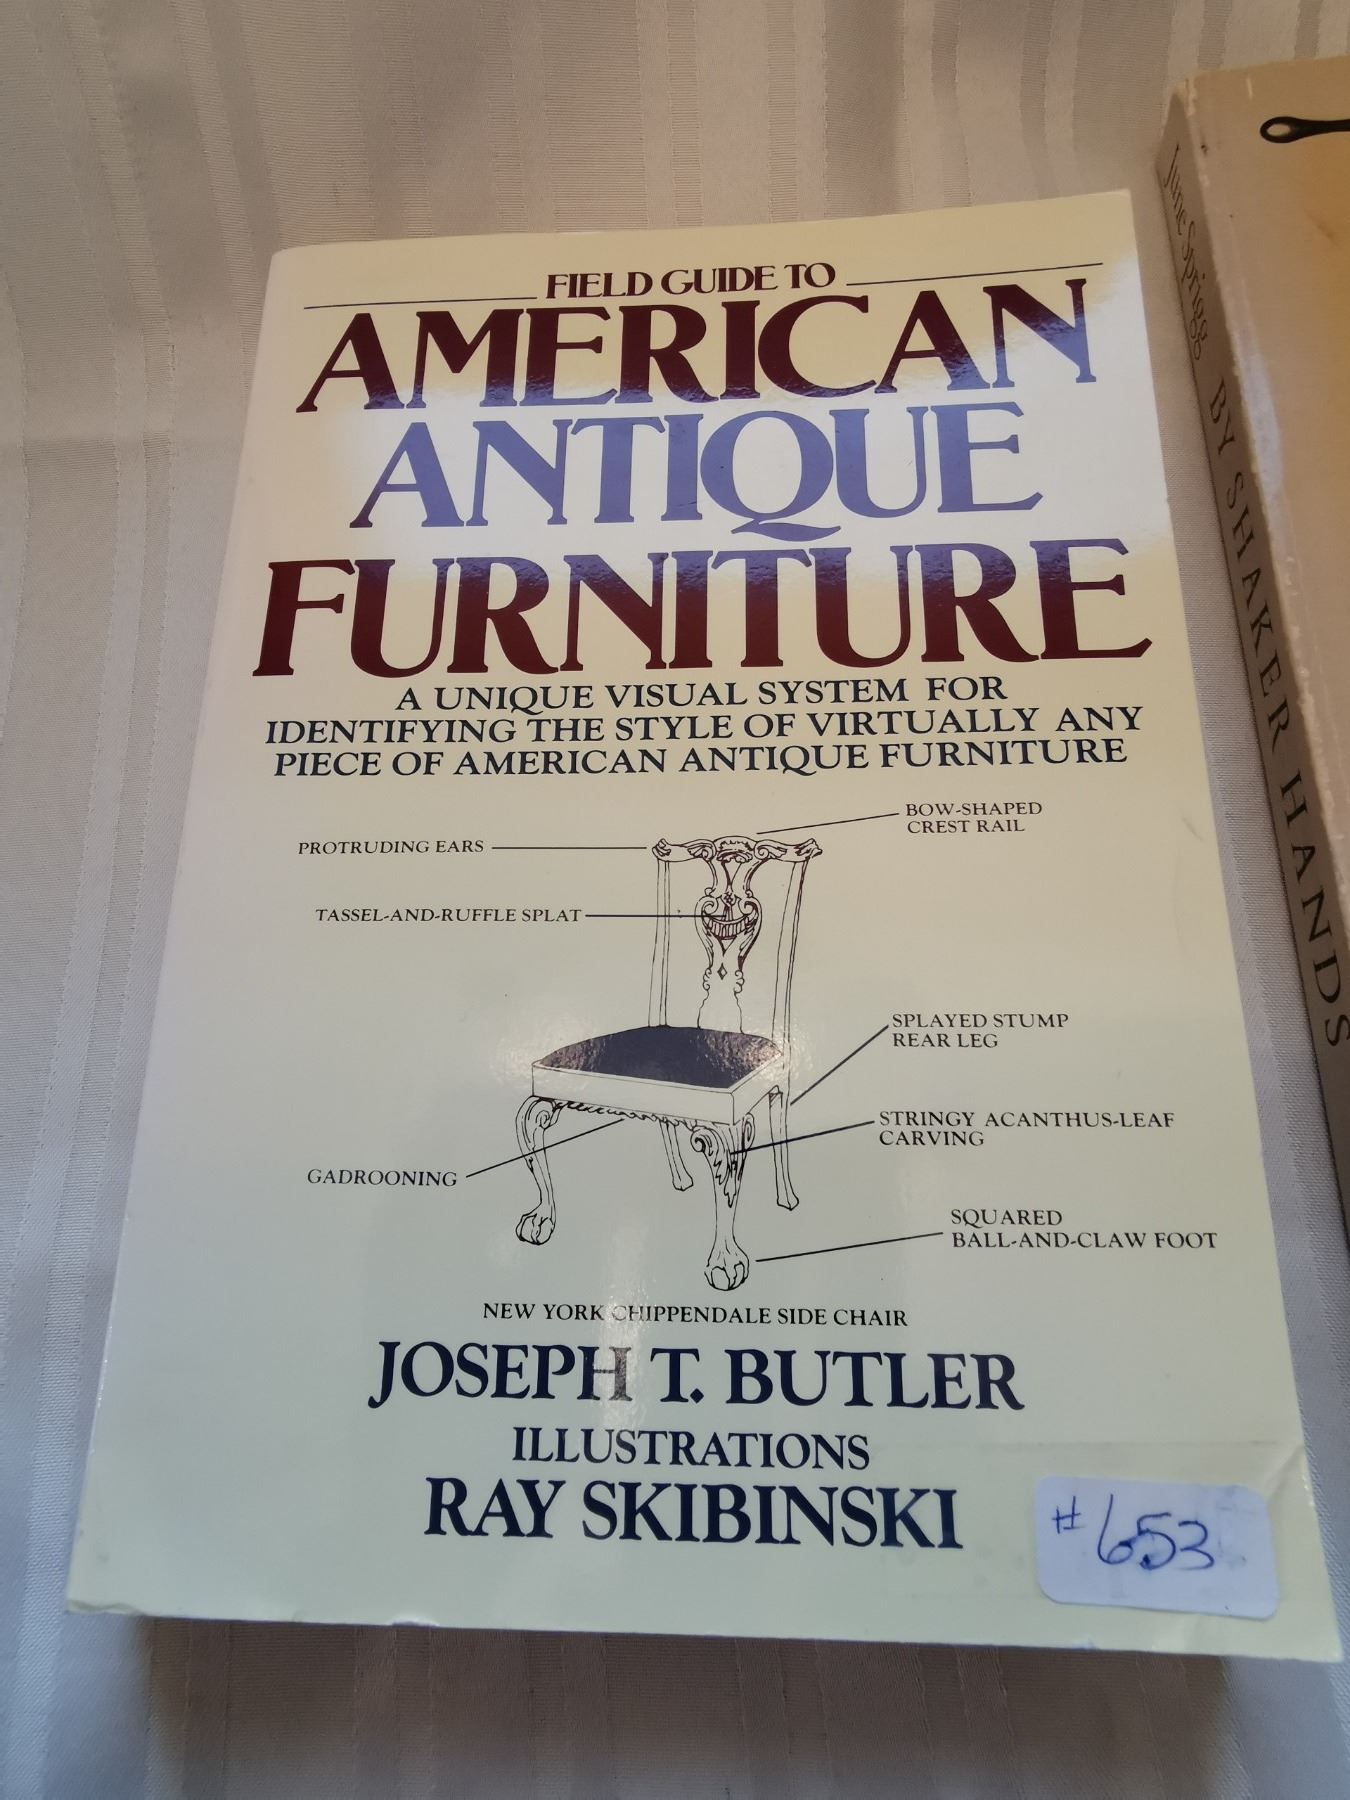 FIELD GUIDE TO
AMERICAN
ANTIQUE
FURNITURE
A UNIQUE VISUAL SYSTEM FOR
IDENTIFYING THE STYLE OF VIRTUALLY ANY
PIECE OF AMERICAN ANTIQUE FURNITURE
BOW-SHAPED
CREST RAIL
PROTRUDING EARS
TASSEL-AND-RUFFLE SPLAT
SPLAYED STUMP
REAR LEG
STRINGY ACANTHUS-LEAF
CARVING
GADROONING
SQUARED
BALL-AND-CLAW FOOT
NEW YORK CHIPPENDALE SIDE CHAIR
JOSEPH T. BUTLER
ILLUSTRATIONS
RAY SKIBINSKI
#653
June Sprigg BY SHAKER HANDS